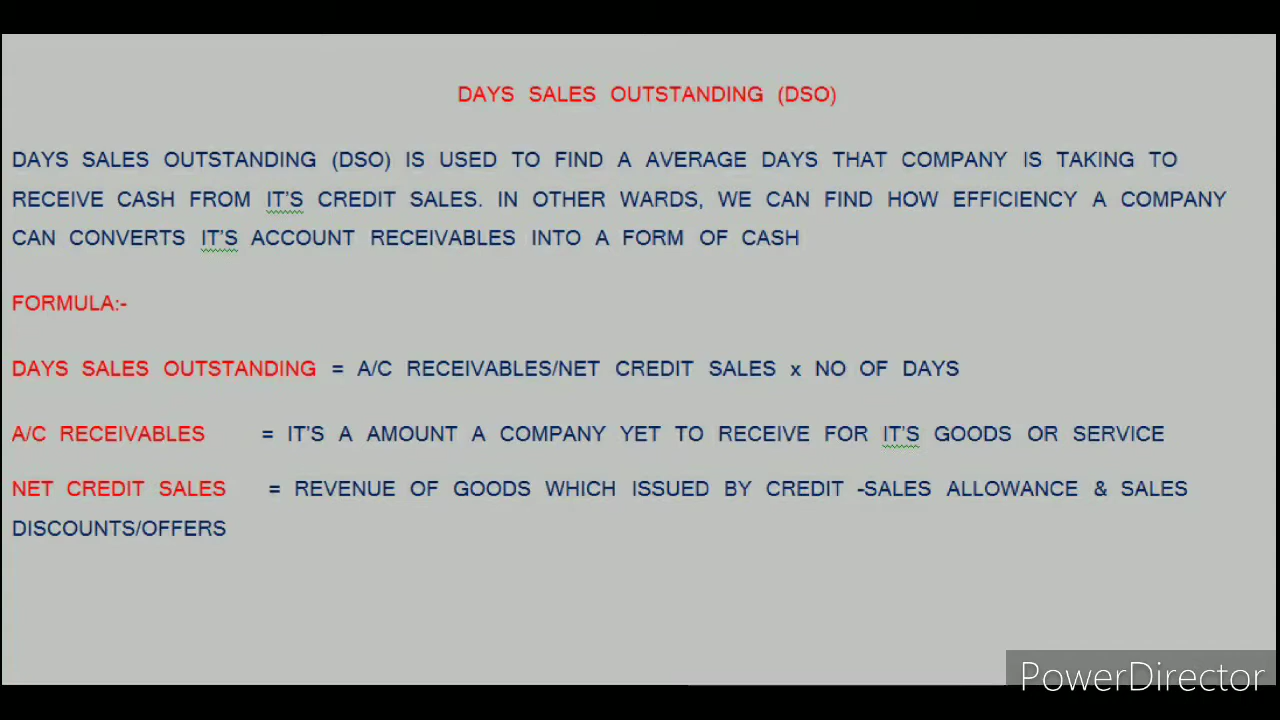 DAYS SALES OUTSTANDING (DSO)
DAYS SALES OUTSTANDING (DSO) IS USED TO FIND A AVERAGE DAYS THAT COMPANY IS TAKING TO
RECEIVE CASH FROM IT'S CREDIT SALES. IN OTHER WARDS, WE CAN FIND HOW EFFICIENCY A COMPANY
CAN CONVERTS IT'S ACCOUNT RECEIVABLES INTO A FORM OF CASH
FORMULA:-
DAYS SALES OUTSTANDING = A/C RECEIVABLES/NET CREDIT SALES x NO OF DAYS
A/C RECEIVABLES = IT'S A AMOUNT A COMPANY YET TO RECEIVE FOR IT'S GOODS OR SERVICE
NET CREDIT SALES = REVENUE OF GOODS WHICH ISSUED BY CREDIT -SALES ALLOWANCE & SALES
DISCOUNTS/OFFERS
PowerDirector